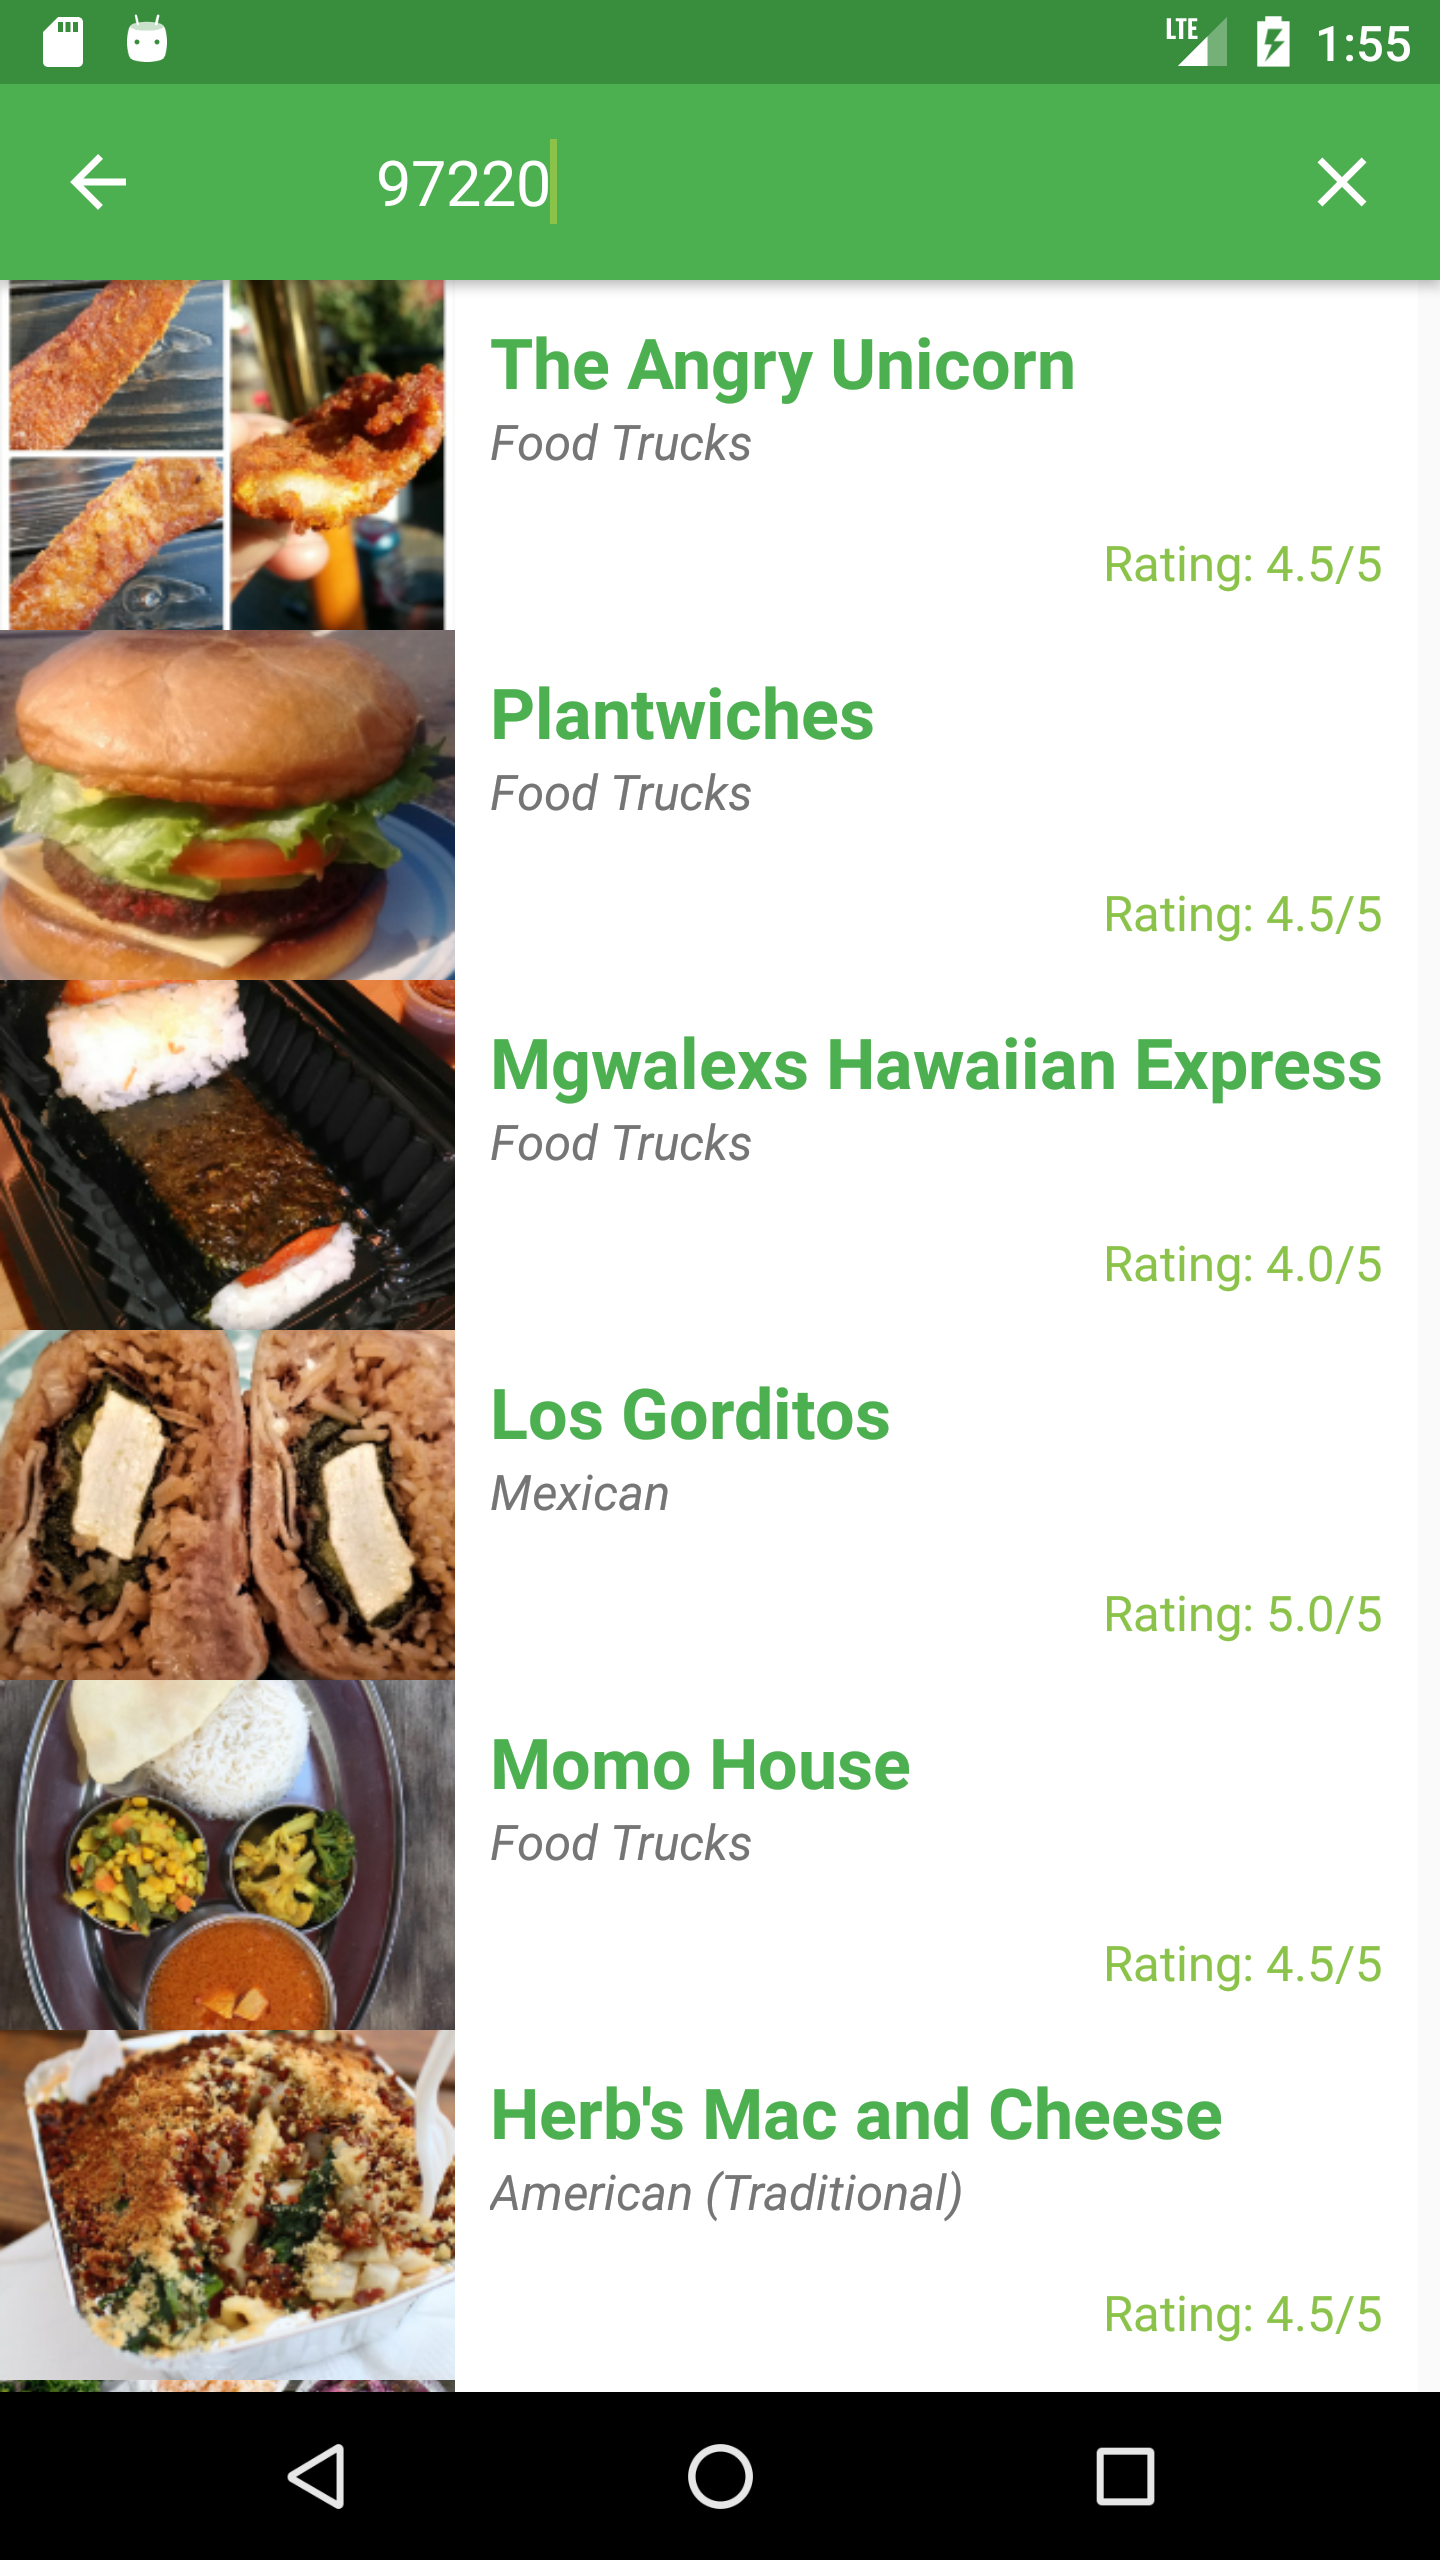 LTE 1:55
97220
The Angry Unicorn
Food Trucks
Rating: 4.5/5
Plantwiches
Food Trucks
Rating: 4.5/5
Mgwalexs Hawaiian Express
Food Trucks
Rating: 4.0/5
Los Gorditos
Mexican
Rating: 5.0/5
Momo House
Food Trucks
Rating: 4.5/5
Herb's Mac and Cheese
American (Traditional)
Rating: 4.5/5